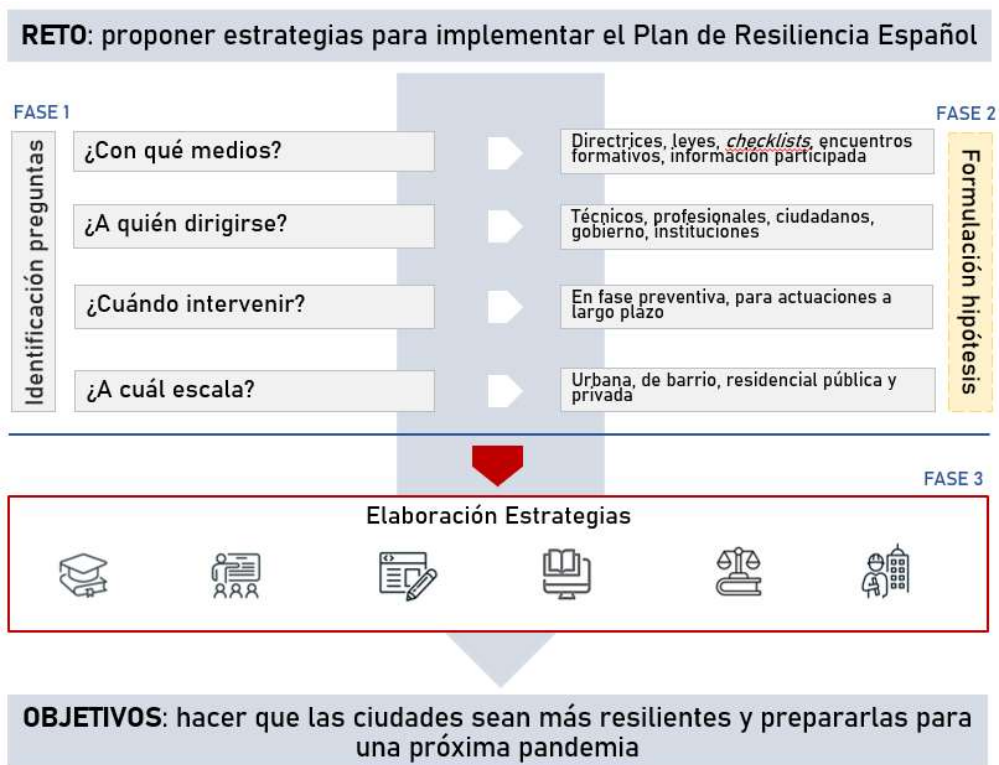 RETO: proponer estrategias para implementar el Plan de Resiliencia Español
FASE 1
FASE 2
Identificación preguntas
¿Con qué medios?
Directrices, leyes, checklists, encuentros
formativos, información participada
¿A quién dirigirse?
Técnicos, profesionales, ciudadanos,
gobierno, instituciones
¿Cuándo intervenir?
En fase preventiva, para actuaciones a
largo plazo
¿A cuál escala?
Urbana, de barrio, residencial pública y
privada
Formulación hipótesis
FASE 3
Elaboración Estrategias
OBJETIVOS: hacer que las ciudades sean más resilientes y prepararlas para
una próxima pandemia